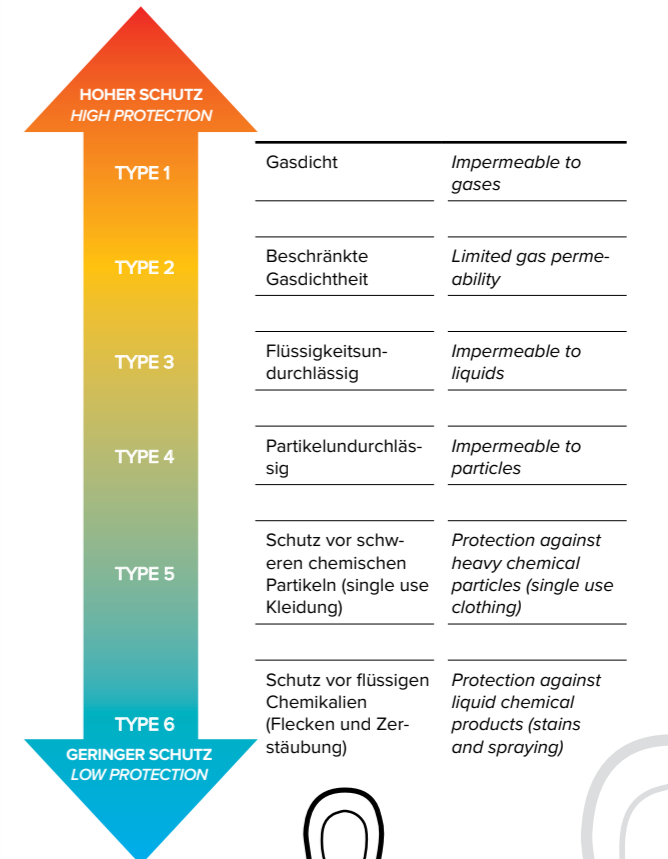 HOHER SCHUTZ
HIGH PROTECTION
TYPE 1
Gasdicht
Impermeable to
gases
TYPE 2
Beschränkte
Gasdichtheit
Limited gas perme-
ability
TYPE 3
Flüssigkeitsun-
durchlässig
Impermeable to
liquids
TYPE 4
Partikelundurchläs-
sig
Impermeable to
particles
TYPE 5
Schutz vor schw-
eren chemischen
Partikeln (single use
Kleidung)
Protection against
heavy chemical
particles (single use
clothing)
TYPE 6
Schutz vor flüssigen
Chemikalien
(Flecken und Zer-
stäubung)
Protection against
liquid chemical
products (stains
and spraying)
GERINGER SCHUTZ
LOW PROTECTION